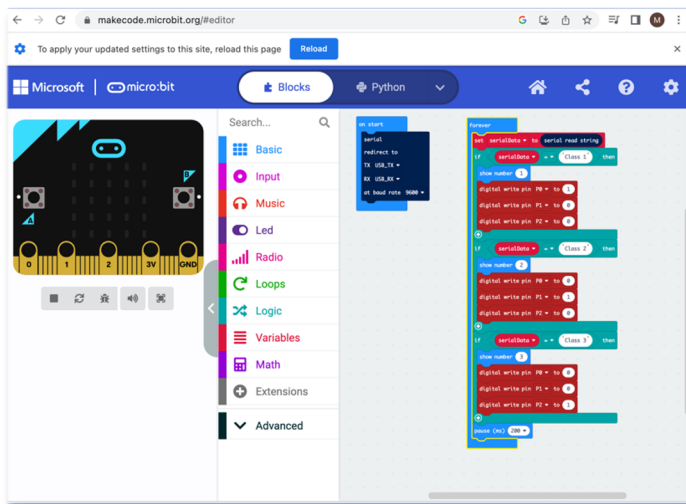 makecode.microbit.org/#editor
G
M
To apply your updated settings to this site, reload this page
Reload
Microsoft
micro:bit
Blocks
Python
B
A
0 1 2 3V GND
Search...
Basic
Input
Music
Led
Radio
Loops
Logic
Variables
Math
Extensions
Advanced
on start
serial
redirect to
TX USB_TX
RX USB_RX
at baud rate 9600
forever
set serialData to serial read string
if serialData = "Class 1" then
show number 1
digital write pin P0 to 1
digital write pin P1 to 0
digital write pin P2 to 0
if serialData = "Class 2" then
show number 2
digital write pin P0 to 0
digital write pin P1 to 1
digital write pin P2 to 0
if serialData = "Class 3" then
show number 3
digital write pin P0 to 0
digital write pin P1 to 0
digital write pin P2 to 1
pause (ms) 200